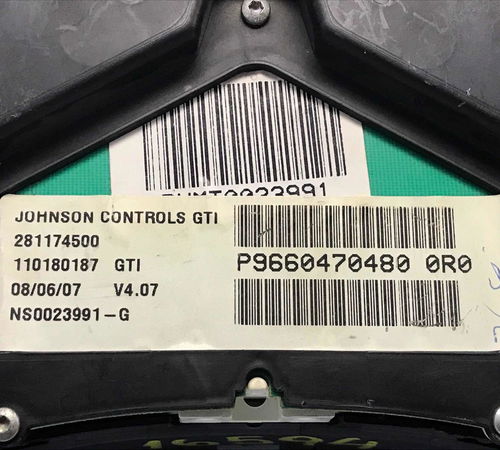 JOHNSON CONTROLS GTI
281174500
110180187 GTI
08/06/07 V4.07
NS0023991-G
P9660470480 0R0